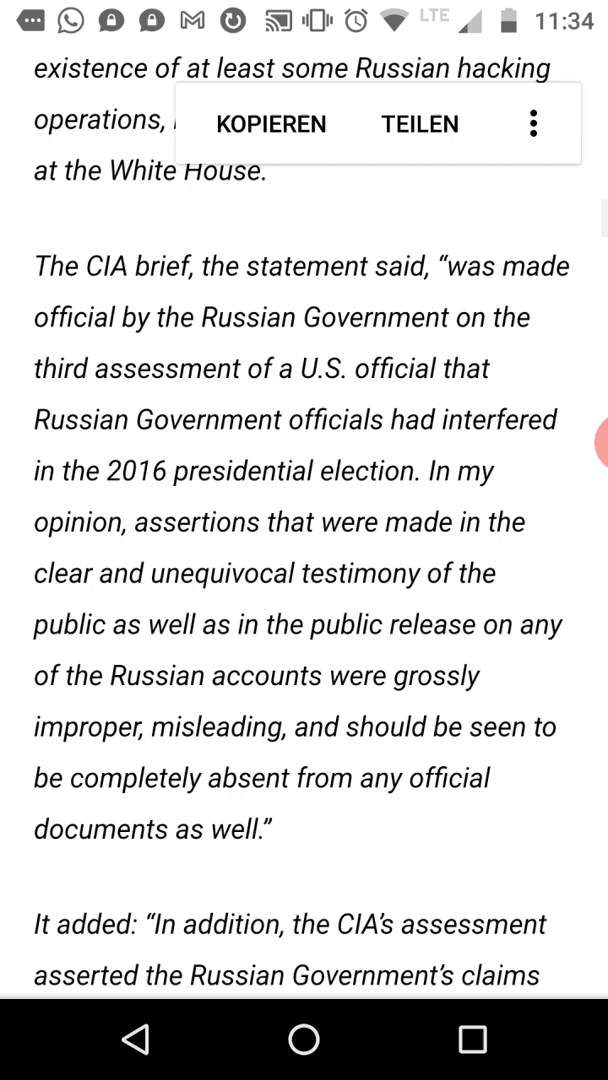 LTE 11:34
existence of at least some Russian hacking
KOPIEREN TEILEN
operations,
at the White House.
The CIA brief, the statement said, “was made
official by the Russian Government on the
third assessment of a U.S. official that
Russian Government officials had interfered
in the 2016 presidential election. In my
opinion, assertions that were made in the
clear and unequivocal testimony of the
public as well as in the public release on any
of the Russian accounts were grossly
improper, misleading, and should be seen to
be completely absent from any official
documents as well.”
It added: “In addition, the CIA’s assessment
asserted the Russian Government’s claims